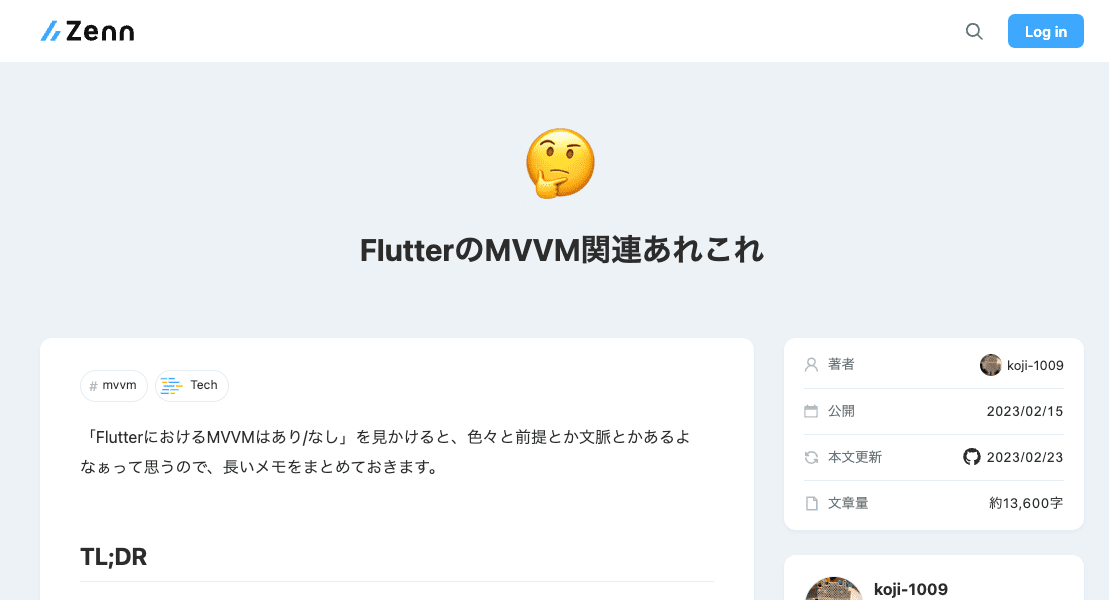 Zenn
Log in
FlutterのMVVM関連あれこれ
# mvvm
Tech
「FlutterにおけるMVVMはあり/なし」を見かけると、色々と前提とか文脈とかあるよ
なぁって思うので、長いメモをまとめておきます。
TL;DR
著者 koji-1009
公開 2023/02/15
本文更新 2023/02/23
文章量 約13,600字
koji-1009